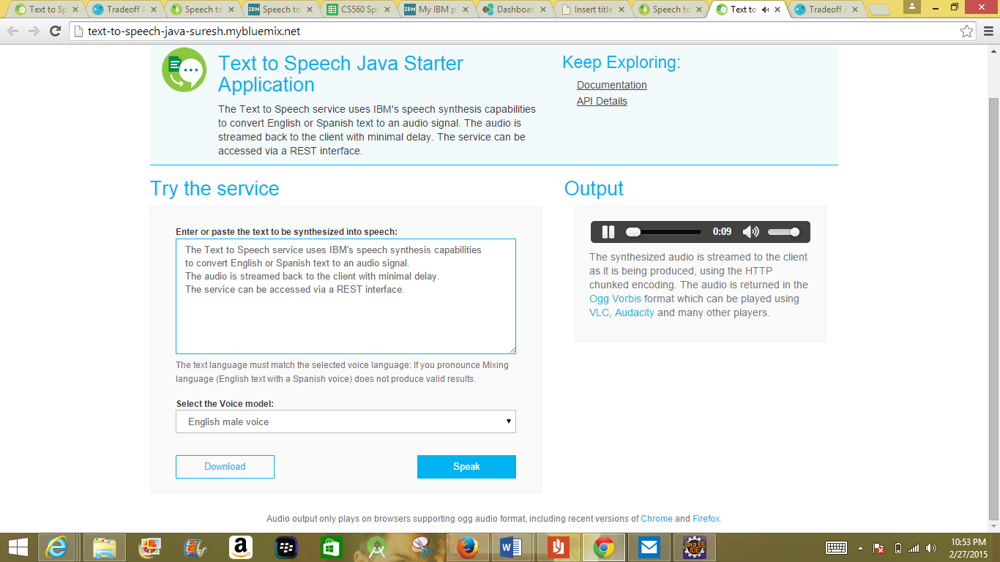 Text to Sp
Tradeoff A
Speech to
IBM Speech to
CS560 Spr
IBM My IBM p
Dashboar
Insert title
Speech to
Text to
Tradeoff A
text-to-speech-java-suresh.mybluemix.net
Text to Speech Java Starter
Application
The Text to Speech service uses IBM's speech synthesis capabilities
to convert English or Spanish text to an audio signal. The audio is
streamed back to the client with minimal delay. The service can be
accessed via a REST interface.
Keep Exploring:
Documentation
API Details
Try the service
Enter or paste the text to be synthesized into speech:
The Text to Speech service uses IBM's speech synthesis capabilities
to convert English or Spanish text to an audio signal.
The audio is streamed back to the client with minimal delay.
The service can be accessed via a REST interface.
The text language must match the selected voice language: If you pronounce Mixing
language (English text with a Spanish voice) does not produce valid results.
Select the Voice model:
English male voice
Download
Speak
Output
0:09
The synthesized audio is streamed to the client
as it is being produced, using the HTTP
chunked encoding. The audio is returned in the
Ogg Vorbis format which can be played using
VLC, Audacity and many other players.
Audio output only plays on browsers supporting ogg audio format, including recent versions of Chrome and Firefox.
Java EE
IDE
10:53 PM
2/27/2015